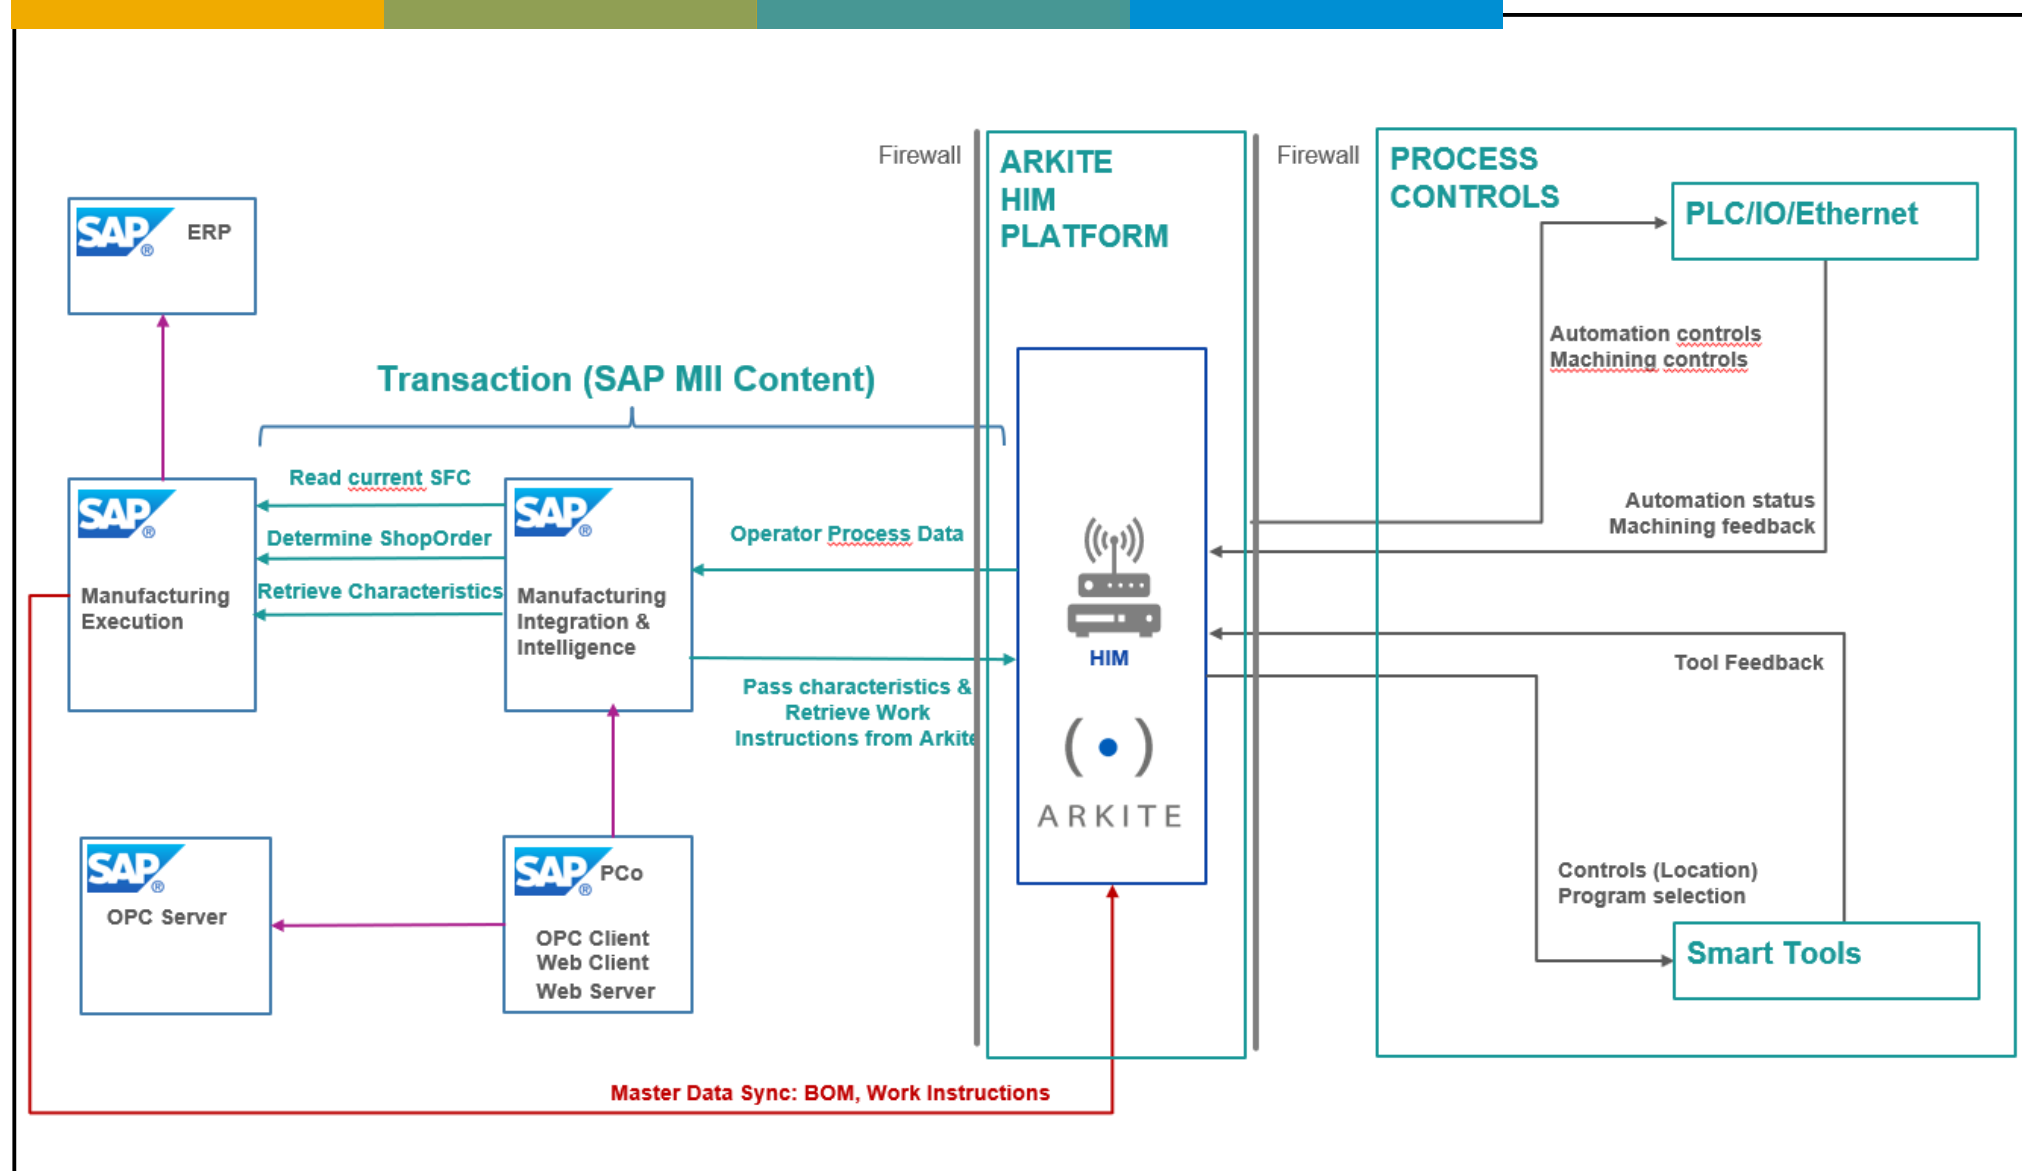 Firewall
ARKITE
HIM
PLATFORM
Firewall
PROCESS
CONTROLS
PLC/IO/Ethernet
SAP®
ERP
Automation controls
Machining controls
Transaction (SAP MII Content)
Read current SFC
Determine ShopOrder
Retrieve Characteristics
SAP®
Manufacturing
Execution
SAP®
Manufacturing
Integration &
Intelligence
Operator Process Data
Pass characteristics &
Retrieve Work
Instructions from Arkite
HIM
ARKITE
Automation status
Machining feedback
Tool Feedback
Controls (Location)
Program selection
Smart Tools
SAP®
OPC Server
SAP®
PCo
OPC Client
Web Client
Web Server
Master Data Sync: BOM, Work Instructions